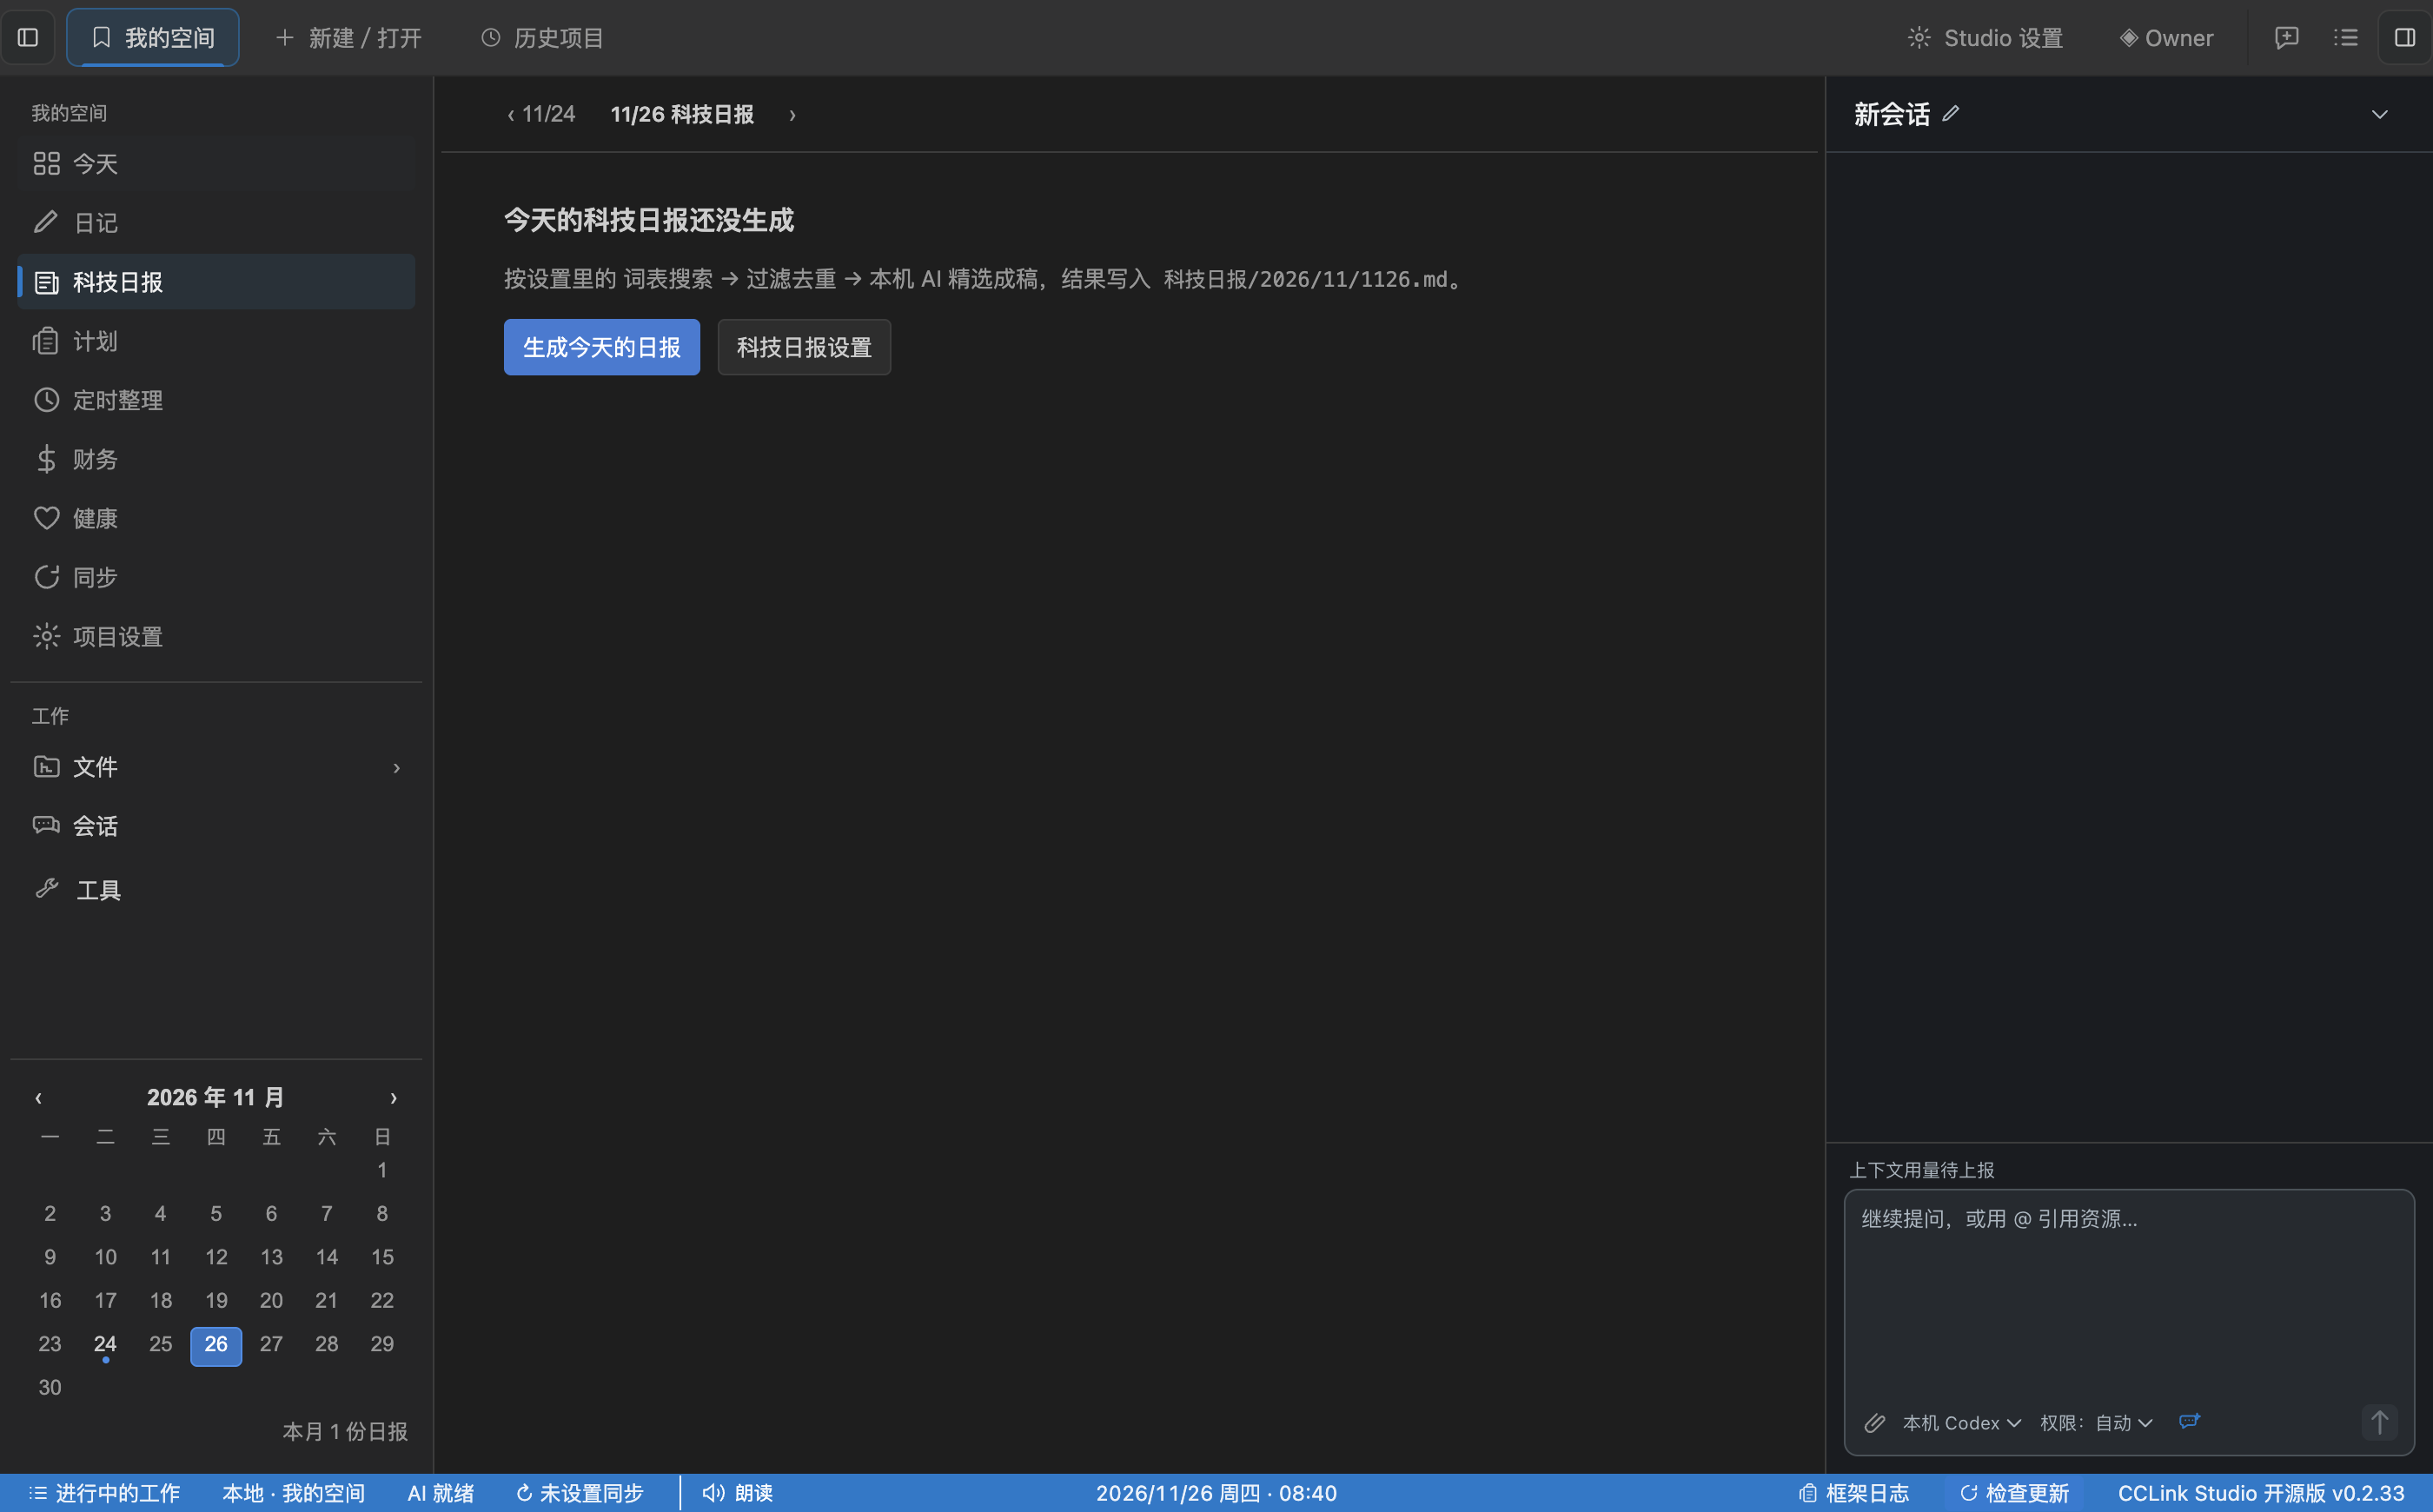 我的空间
新建 / 打开
历史项目
Studio 设置
Owner
我的空间
今天
日记
科技日报
计划
定时整理
财务
健康
同步
项目设置
工作
文件 ›
会话
工具
‹ 2026 年 11 月 ›
一 二 三 四 五 六 日
1
2 3 4 5 6 7 8
9 10 11 12 13 14 15
16 17 18 19 20 21 22
23 24 25 26 27 28 29
30
本月 1 份日报
‹ 11/24 11/26 科技日报 ›
今天的科技日报还没生成
按设置里的 词表搜索 → 过滤去重 → 本机 AI 精选成稿，结果写入 科技日报/2026/11/1126.md。
生成今天的日报
科技日报设置
新会话
上下文用量待上报
继续提问，或用 @ 引用资源...
本机 Codex
权限：自动
进行中的工作
本地 · 我的空间
AI 就绪
未设置同步
朗读
2026/11/26 周四 · 08:40
框架日志
检查更新
CCLink Studio 开源版 v0.2.33